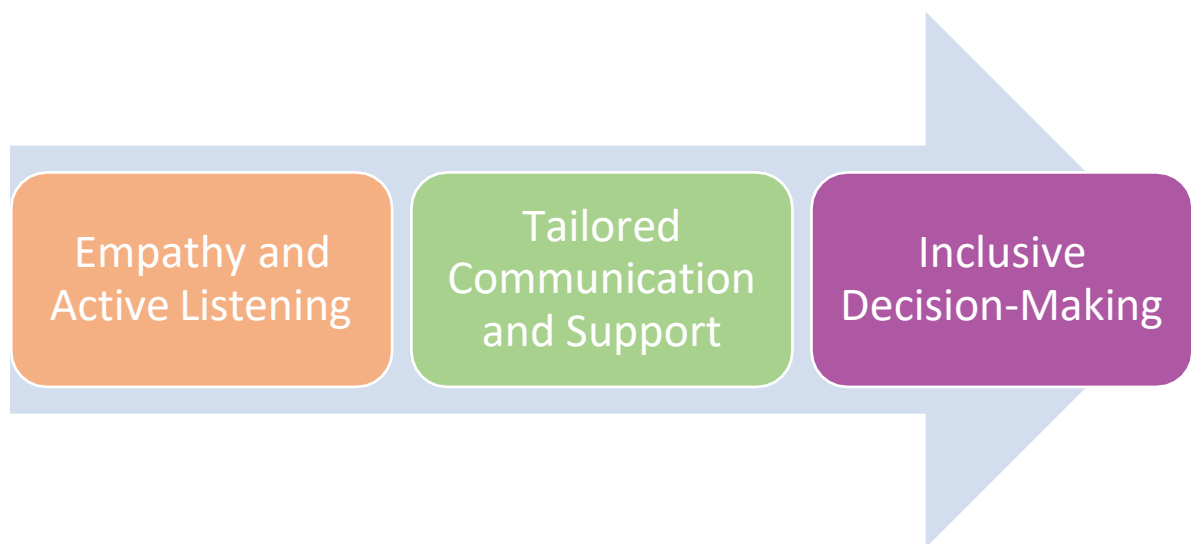 Empathy and
Active Listening
Tailored
Communication
and Support
Inclusive
Decision-Making